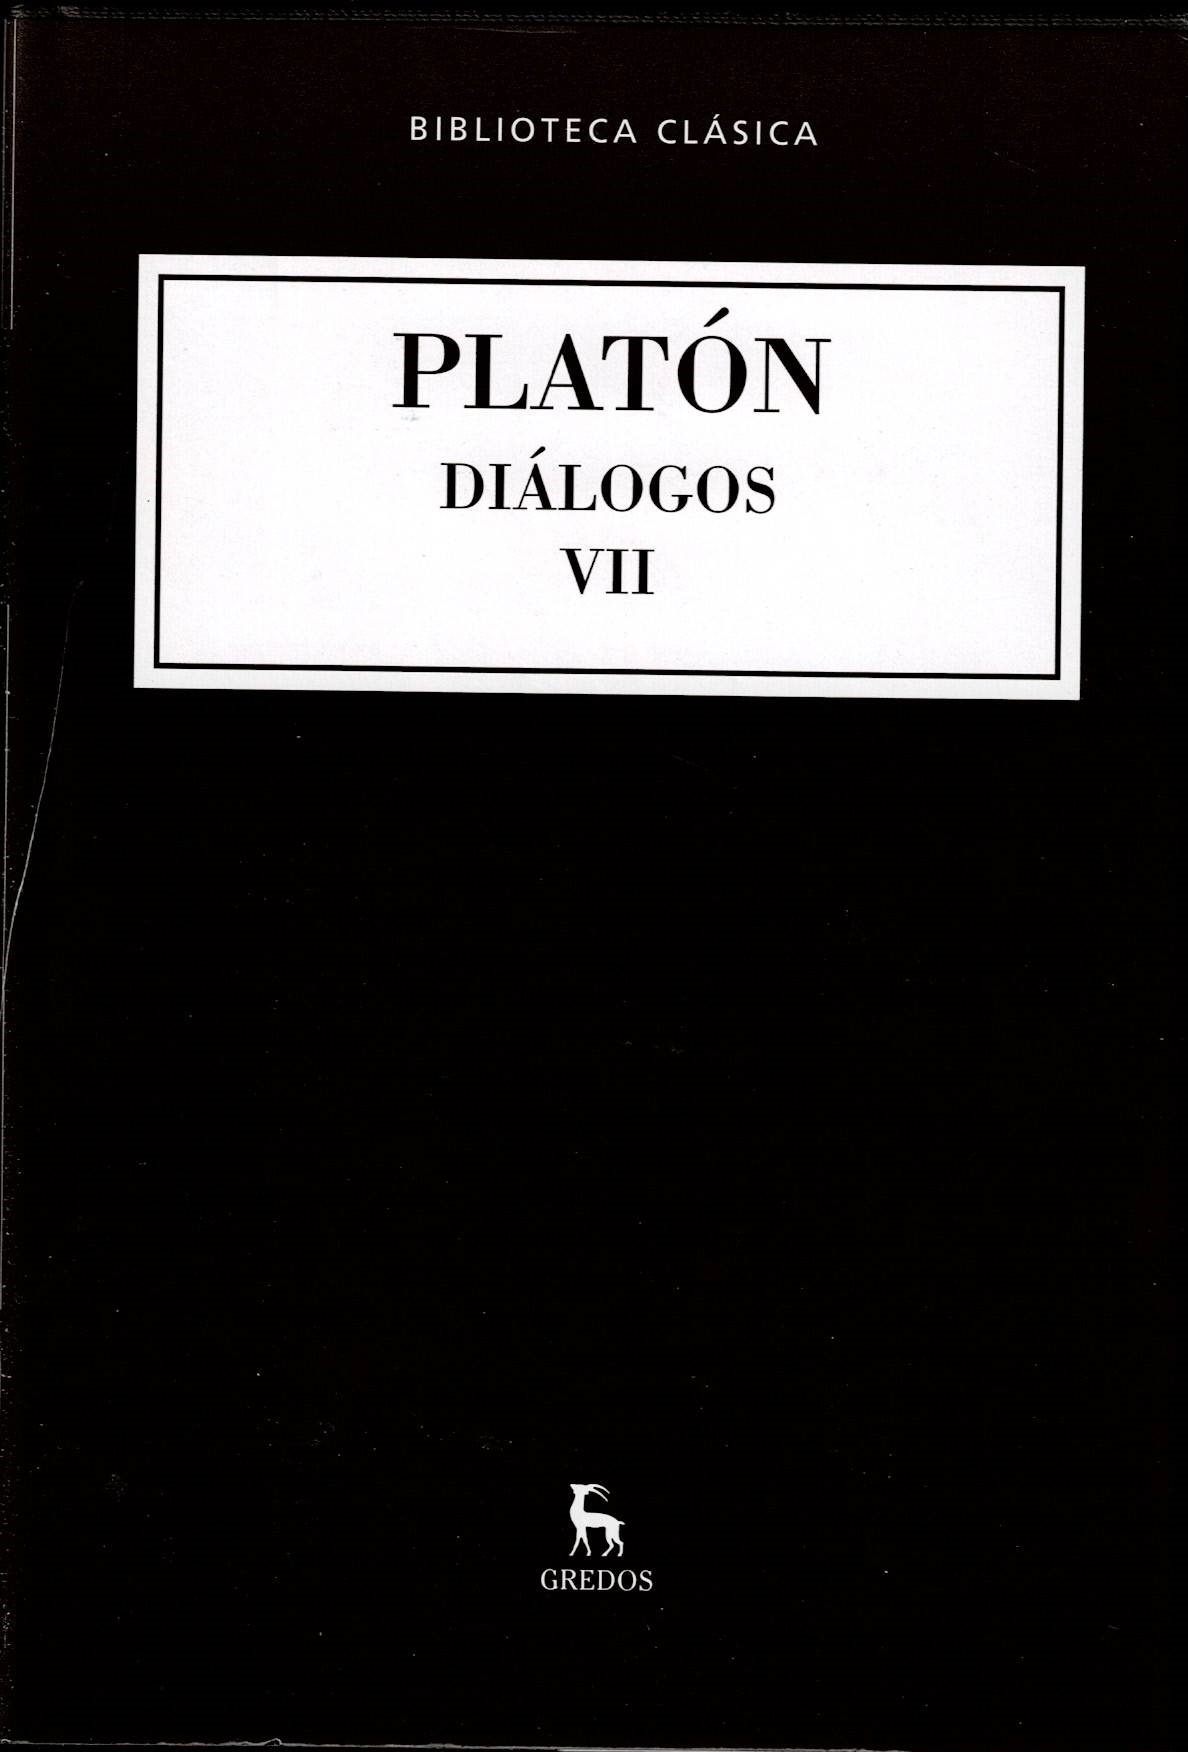 BIBLIOTECA CLÁSICA
PLATÓN
DIÁLOGOS
VII
GREDOS